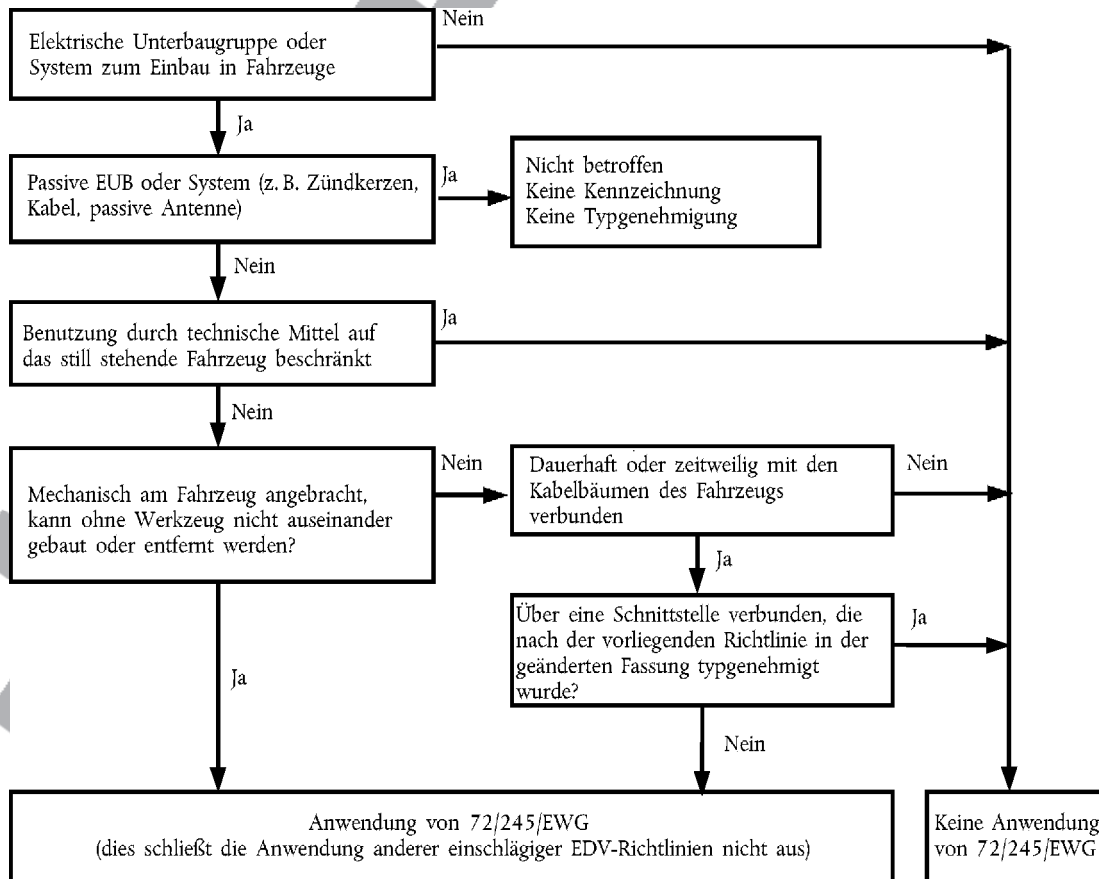 Nein
Elektrische Unterbaugruppe oder
System zum Einbau in Fahrzeuge
Ja
Passive EUB oder System (z. B. Zündkerzen,
Kabel, passive Antenne)
Ja
Nicht betroffen
Keine Kennzeichnung
Keine Typgenehmigung
Nein
Benutzung durch technische Mittel auf
das still stehende Fahrzeug beschränkt
Ja
Nein
Mechanisch am Fahrzeug angebracht,
kann ohne Werkzeug nicht auseinander
gebaut oder entfernt werden?
Nein
Dauerhaft oder zeitweilig mit den
Kabelbäumen des Fahrzeugs
verbunden
Nein
Ja
Über eine Schnittstelle verbunden, die
nach der vorliegenden Richtlinie in der
geänderten Fassung typgenehmigt
wurde?
Ja
Ja
Nein
Anwendung von 72/245/EWG
(dies schließt die Anwendung anderer einschlägiger EDV-Richtlinien nicht aus)
Keine Anwendung
von 72/245/EWG